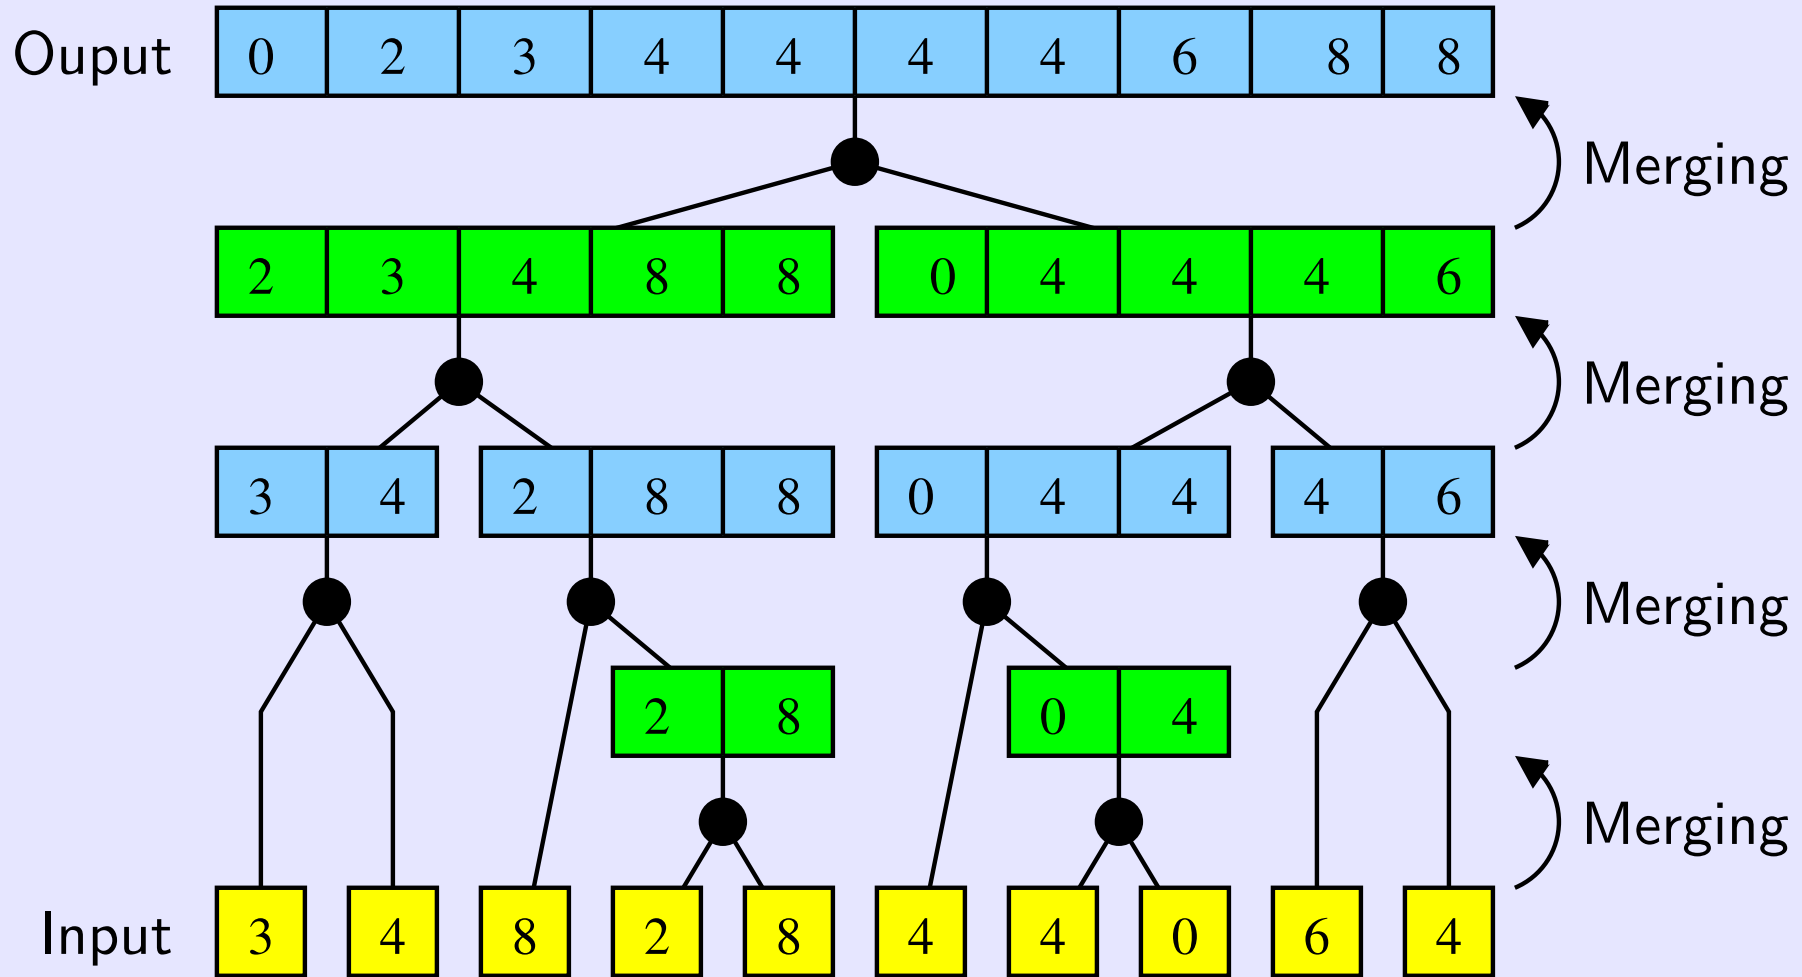 Ouput 0 2 3 4 4 4 4 6 8 8
Merging
2 3 4 8 8 0 4 4 4 6
Merging
3 4 2 8 8 0 4 4 4 6
Merging
2 8 0 4
Merging
Input 3 4 8 2 8 4 4 0 6 4